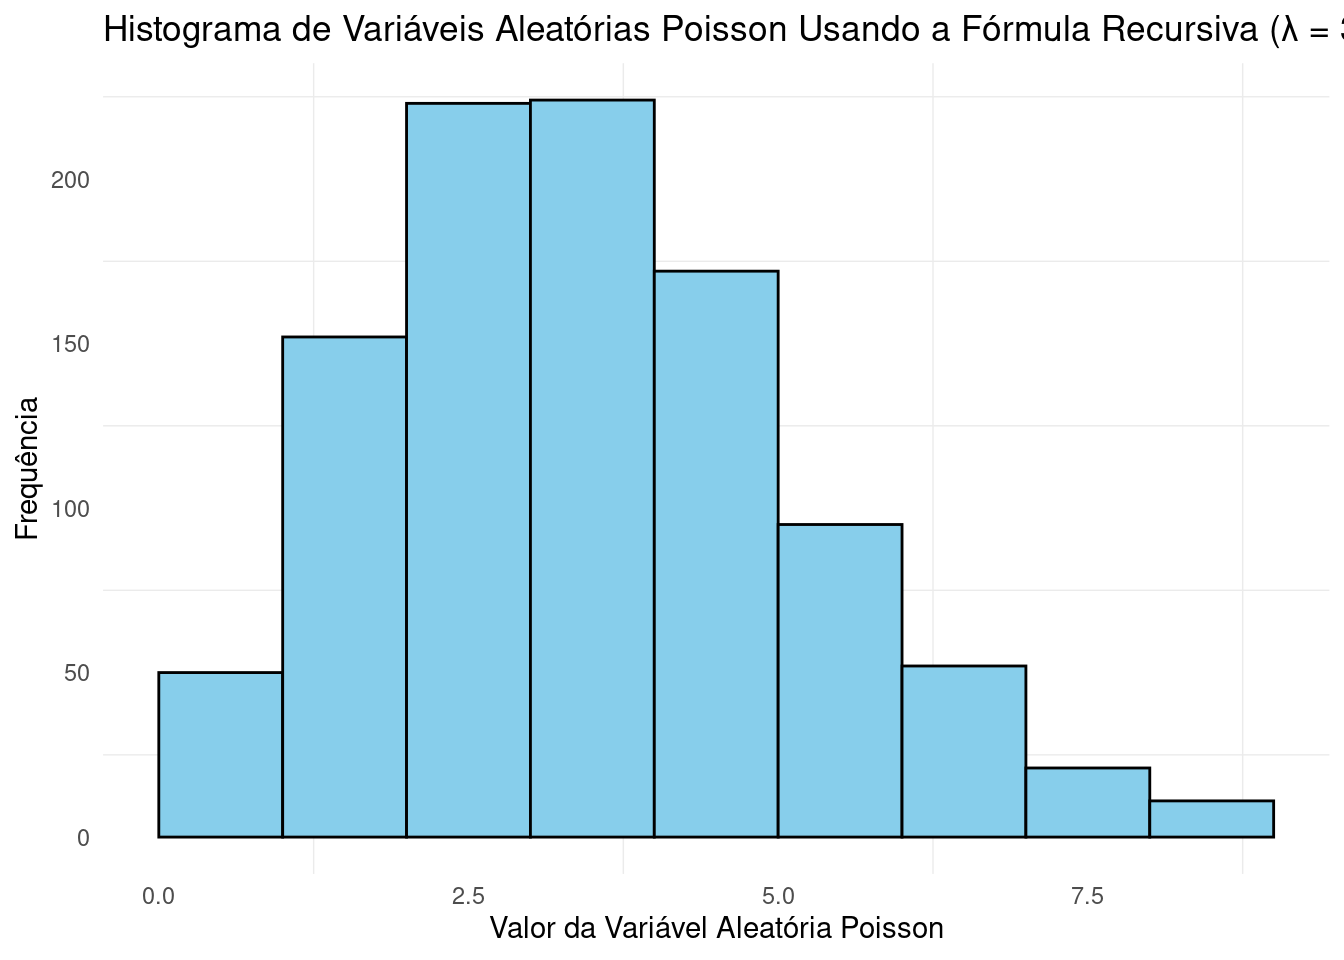 Histograma de Variáveis Aleatórias Poisson Usando a Fórmula Recursiva (λ =
Frequência
200
150
100
50
0
0.0 2.5 5.0 7.5
Valor da Variável Aleatória Poisson